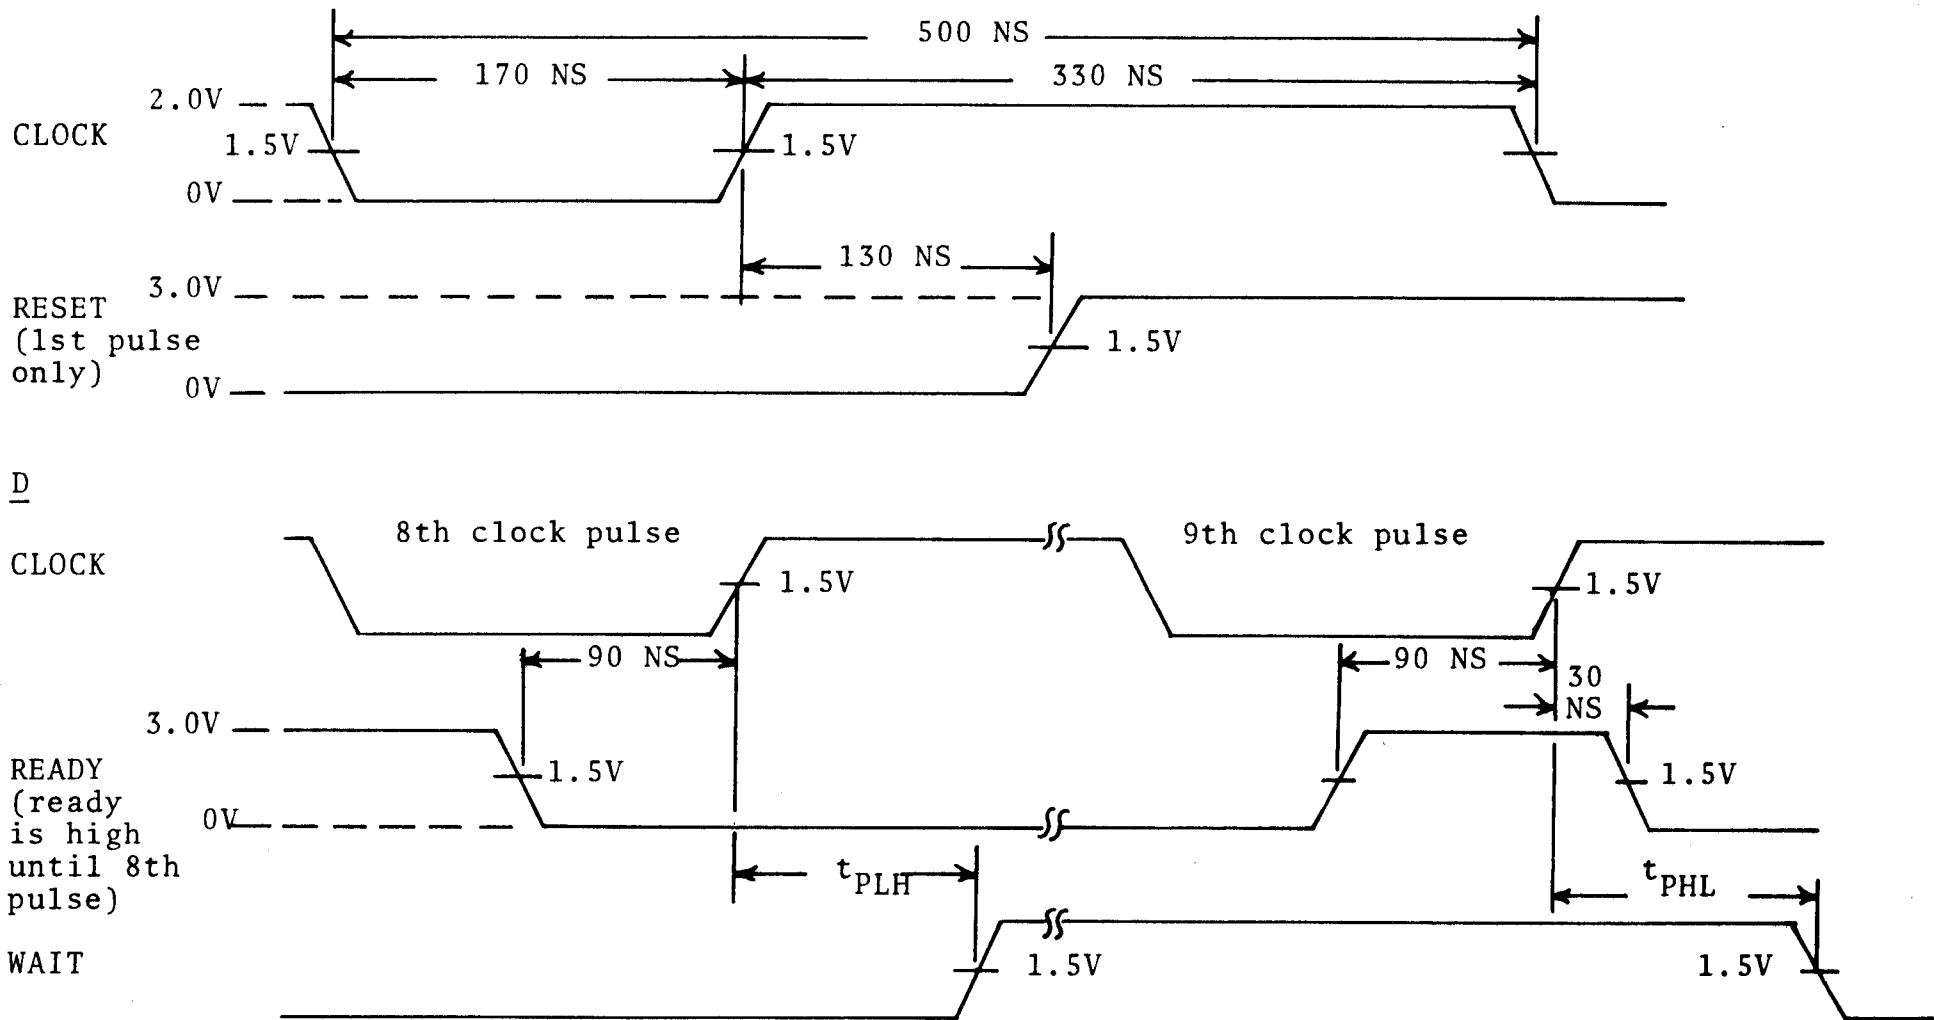 500 NS
170 NS
330 NS
2.0V
CLOCK
1.5V
1.5V
0V
130 NS
3.0V
RESET
(1st pulse
only)
1.5V
0V
D
8th clock pulse
9th clock pulse
CLOCK
1.5V
1.5V
90 NS
90 NS
30
NS
3.0V
READY
(ready
is high
until 8th
pulse)
1.5V
1.5V
0V
tPLH
tPHL
WAIT
1.5V
1.5V